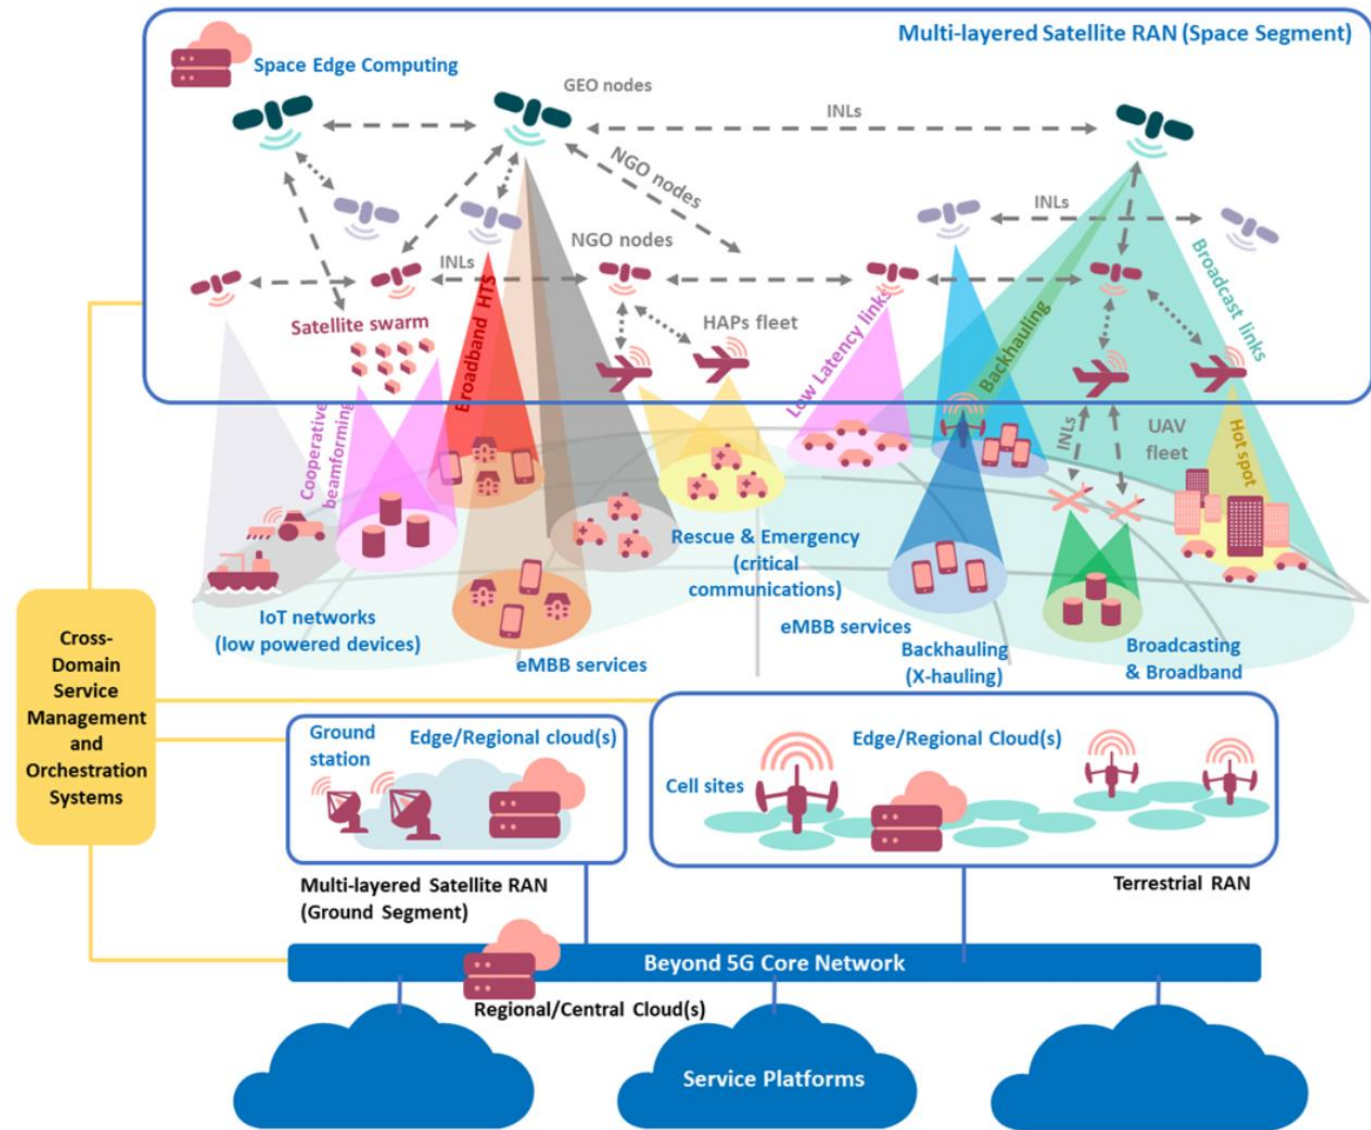 Multi-layered Satellite RAN (Space Segment)
Space Edge Computing
GEO nodes
INLs
NGO nodes
INLs
NGO nodes
INLs
Broadcast links
Satellite swarm
Broadband HTS
HAPs fleet
Low Latency links
Backhauling
Cooperative
beamforming
INLs
UAV
fleet
Hot spot
Rescue & Emergency
(critical
communications)
IoT networks
(low powered devices)
eMBB services
eMBB services
Backhauling
(X-hauling)
Broadcasting
& Broadband
Cross-
Domain
Service
Management
and
Orchestration
Systems
Ground
station
Edge/Regional cloud(s)
Edge/Regional Cloud(s)
Cell sites
Multi-layered Satellite RAN
(Ground Segment)
Terrestrial RAN
Beyond 5G Core Network
Regional/Central Cloud(s)
Service Platforms